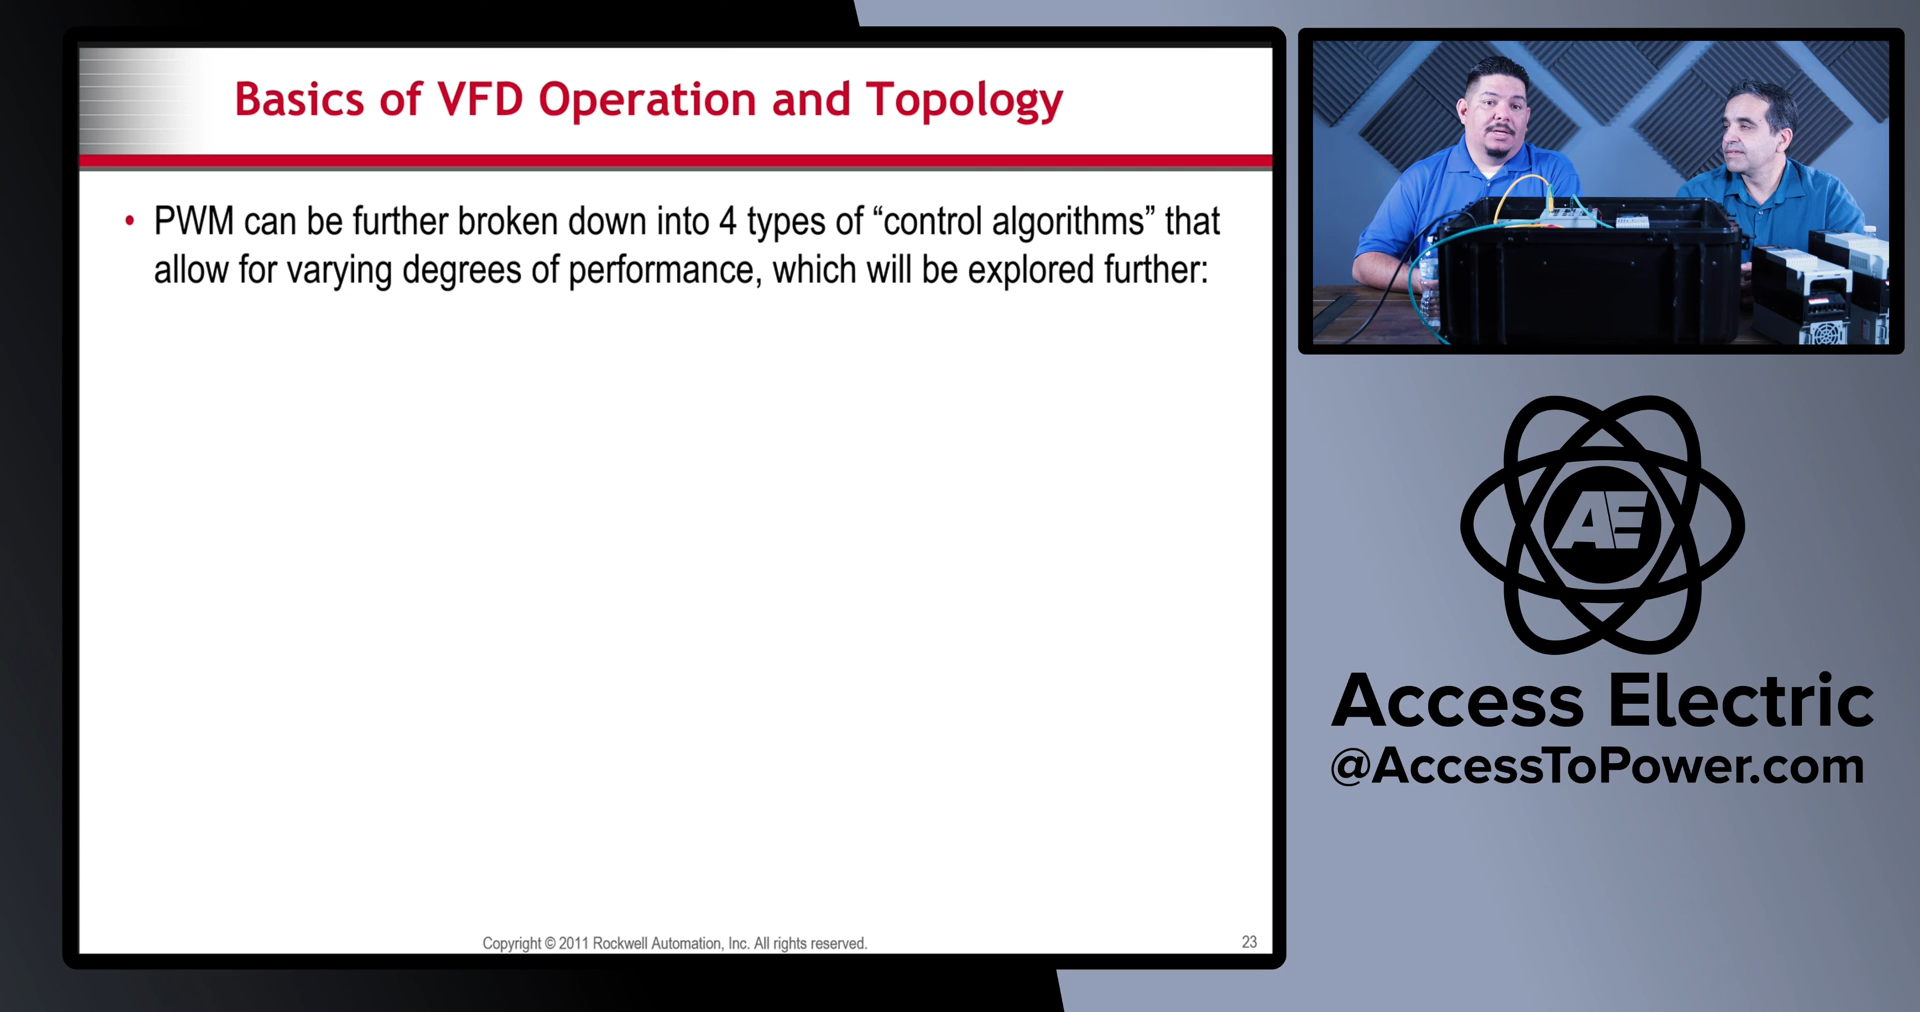 Basics of VFD Operation and Topology
• PWM can be further broken down into 4 types of “control algorithms” that
allow for varying degrees of performance, which will be explored further:
Copyright © 2011 Rockwell Automation, Inc. All rights reserved.
23
AE
Access Electric
@AccessToPower.com